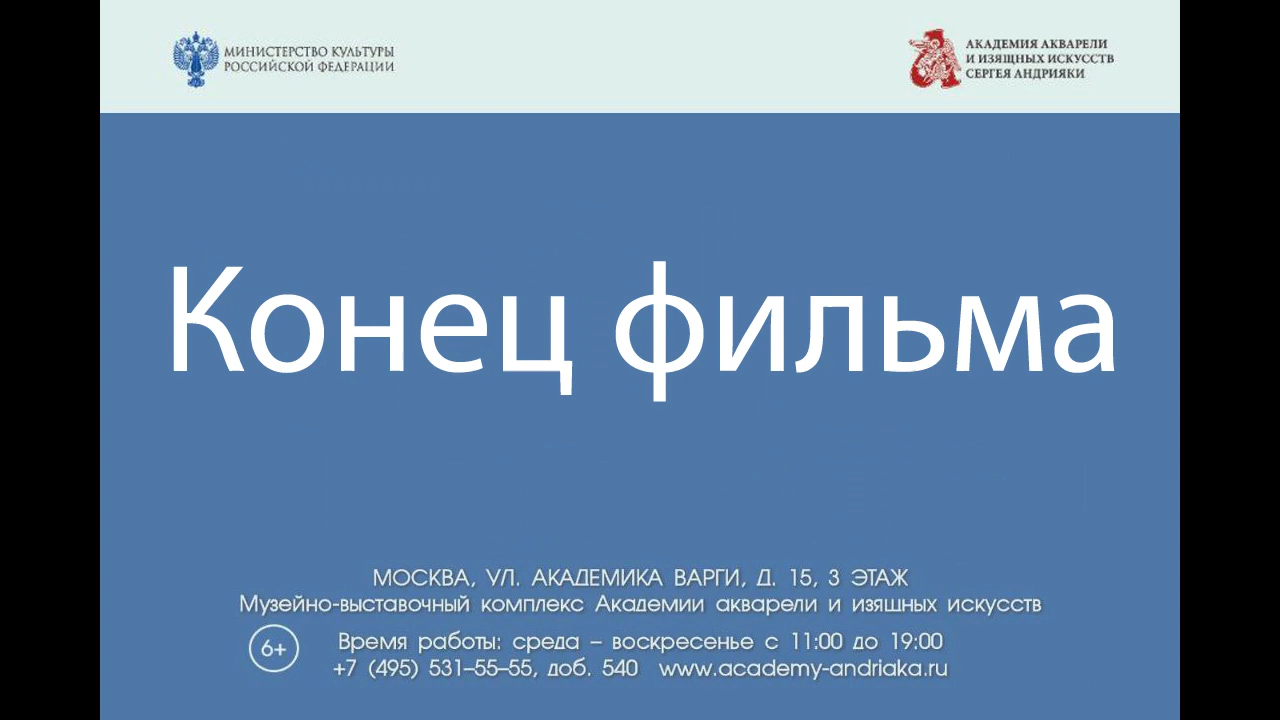 МИНИСТЕРСТВО КУЛЬТУРЫ
РОССИЙСКОЙ ФЕДЕРАЦИИ
АКАДЕМИЯ АКВАРЕЛИ
И ИЗЯЩНЫХ ИСКУССТВ
СЕРГЕЯ АНДРИЯКИ
Конец фильма
МОСКВА, УЛ. АКАДЕМИКА ВАРГИ, Д. 15, 3 ЭТАЖ
Музейно-выставочный комплекс Академии акварели и изящных искусств
6+
Время работы: среда – воскресенье с 11:00 до 19:00
+7 (495) 531–55–55, доб. 540 www.academy-andriaka.ru